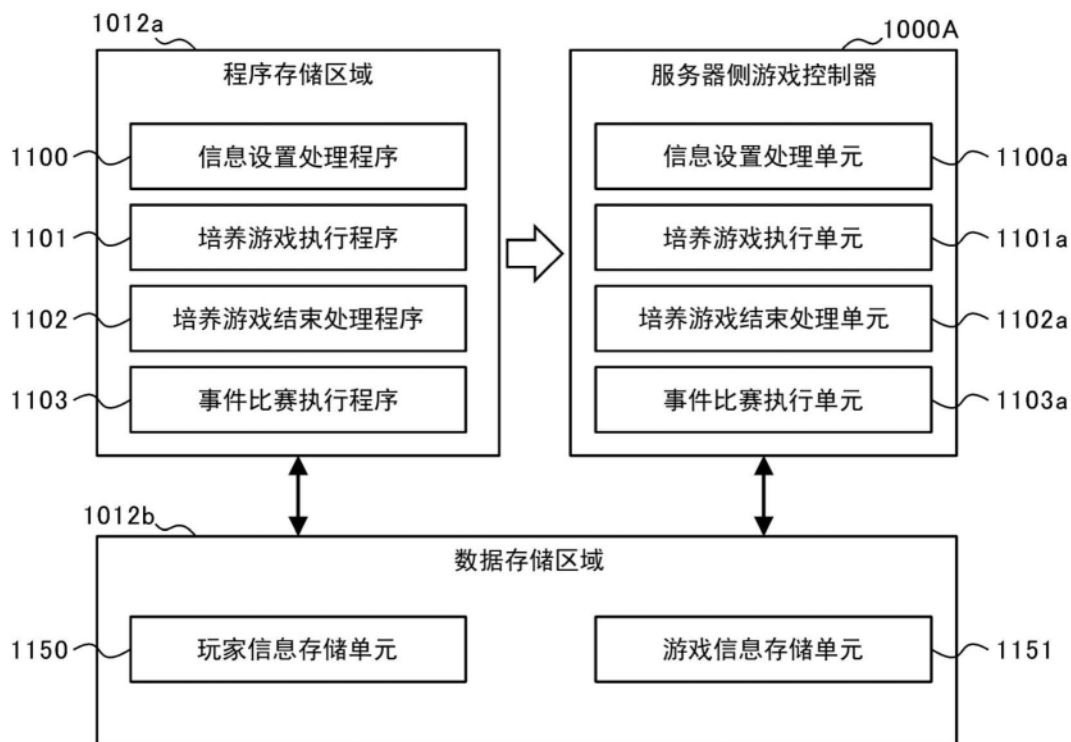 1012a
1000A
程序存储区域
服务器侧游戏控制器
1100
信息设置处理程序
信息设置处理单元
1100a
1101
培养游戏执行程序
培养游戏执行单元
1101a
1102
培养游戏结束处理程序
培养游戏结束处理单元
1102a
1103
事件比赛执行程序
事件比赛执行单元
1103a
1012b
数据存储区域
1150
玩家信息存储单元
游戏信息存储单元
1151